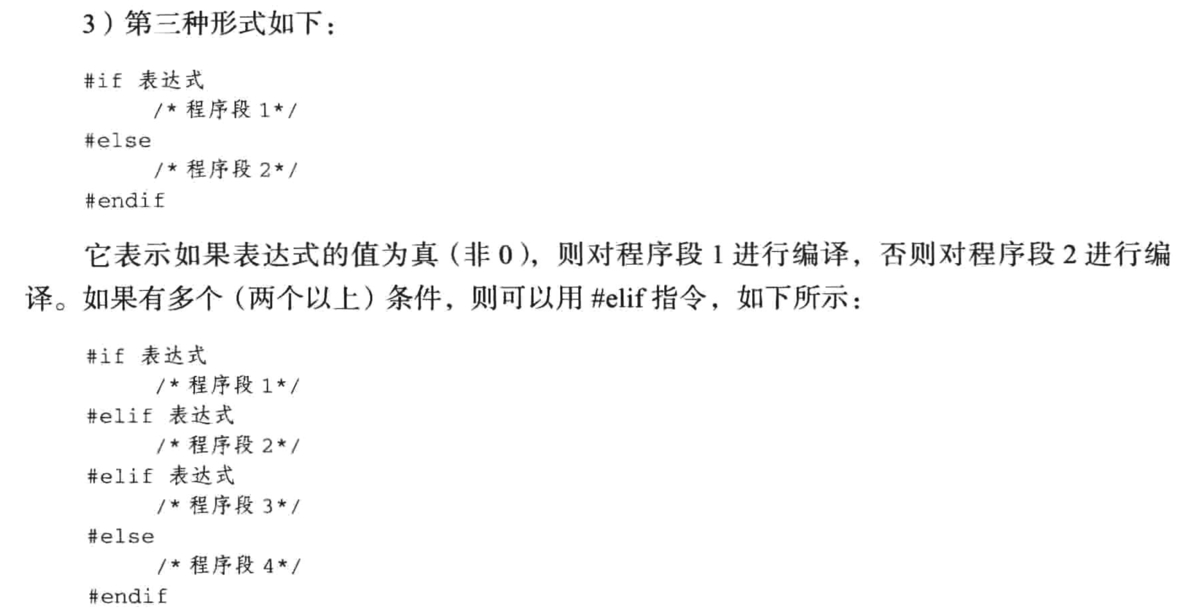 3）第三种形式如下：
#if 表达式
/* 程序段 1*/
#else
/* 程序段 2*/
#endif
它表示如果表达式的值为真（非 0），则对程序段 1 进行编译，否则对程序段 2 进行编
译。如果有多个（两个以上）条件，则可以用 #elif 指令，如下所示：
#if 表达式
/* 程序段 1*/
#elif 表达式
/* 程序段 2*/
#elif 表达式
/* 程序段 3*/
#else
/* 程序段 4*/
#endif